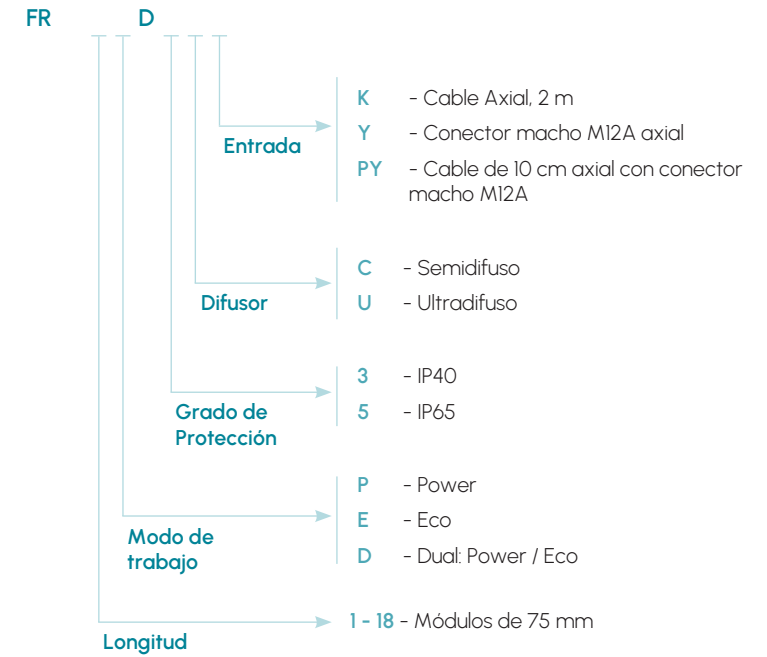 FR D
K - Cable Axial, 2 m
Y - Conector macho M12A axial
PY - Cable de 10 cm axial con conector
macho M12A
Entrada
C - Semidifuso
U - Ultradifuso
Difusor
3 - IP40
5 - IP65
Grado de
Protección
P - Power
E - Eco
D - Dual: Power / Eco
Modo de
trabajo
1 - 18 - Módulos de 75 mm
Longitud